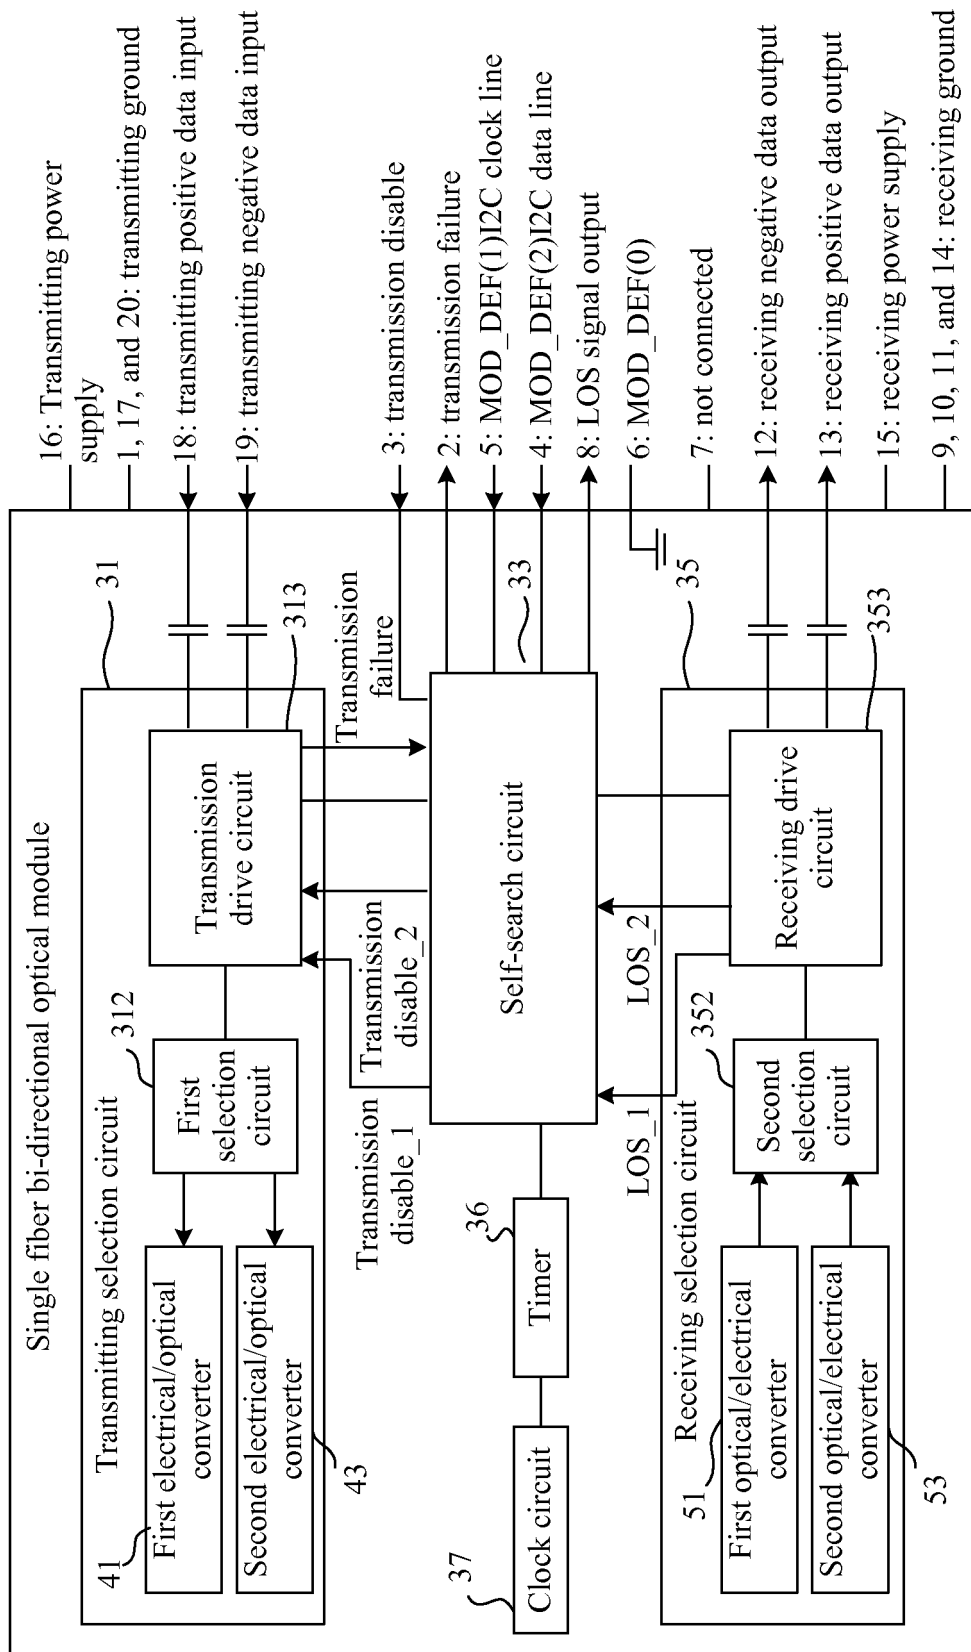 Single fiber bi-directional optical module
Transmitting selection circuit
31
41
First electrical/optical
converter
Second electrical/optical
converter
43
312
First
selection
circuit
Transmission
drive circuit
313
Transmission
disable_1
Transmission
disable_2
Transmission
failure
37
Clock circuit
36
Timer
Self-search circuit
33
LOS_1
LOS_2
Receiving selection circuit
35
51
First optical/electrical
converter
Second optical/electrical
converter
53
352
Second
selection
circuit
Receiving drive
circuit
353
16: Transmitting power
supply
1, 17, and 20: transmitting ground
18: transmitting positive data input
19: transmitting negative data input
3: transmission disable
2: transmission failure
5: MOD_DEF(1)I2C clock line
4: MOD_DEF(2)I2C data line
8: LOS signal output
6: MOD_DEF(0)
7: not connected
12: receiving negative data output
13: receiving positive data output
15: receiving power supply
9, 10, 11, and 14: receiving ground